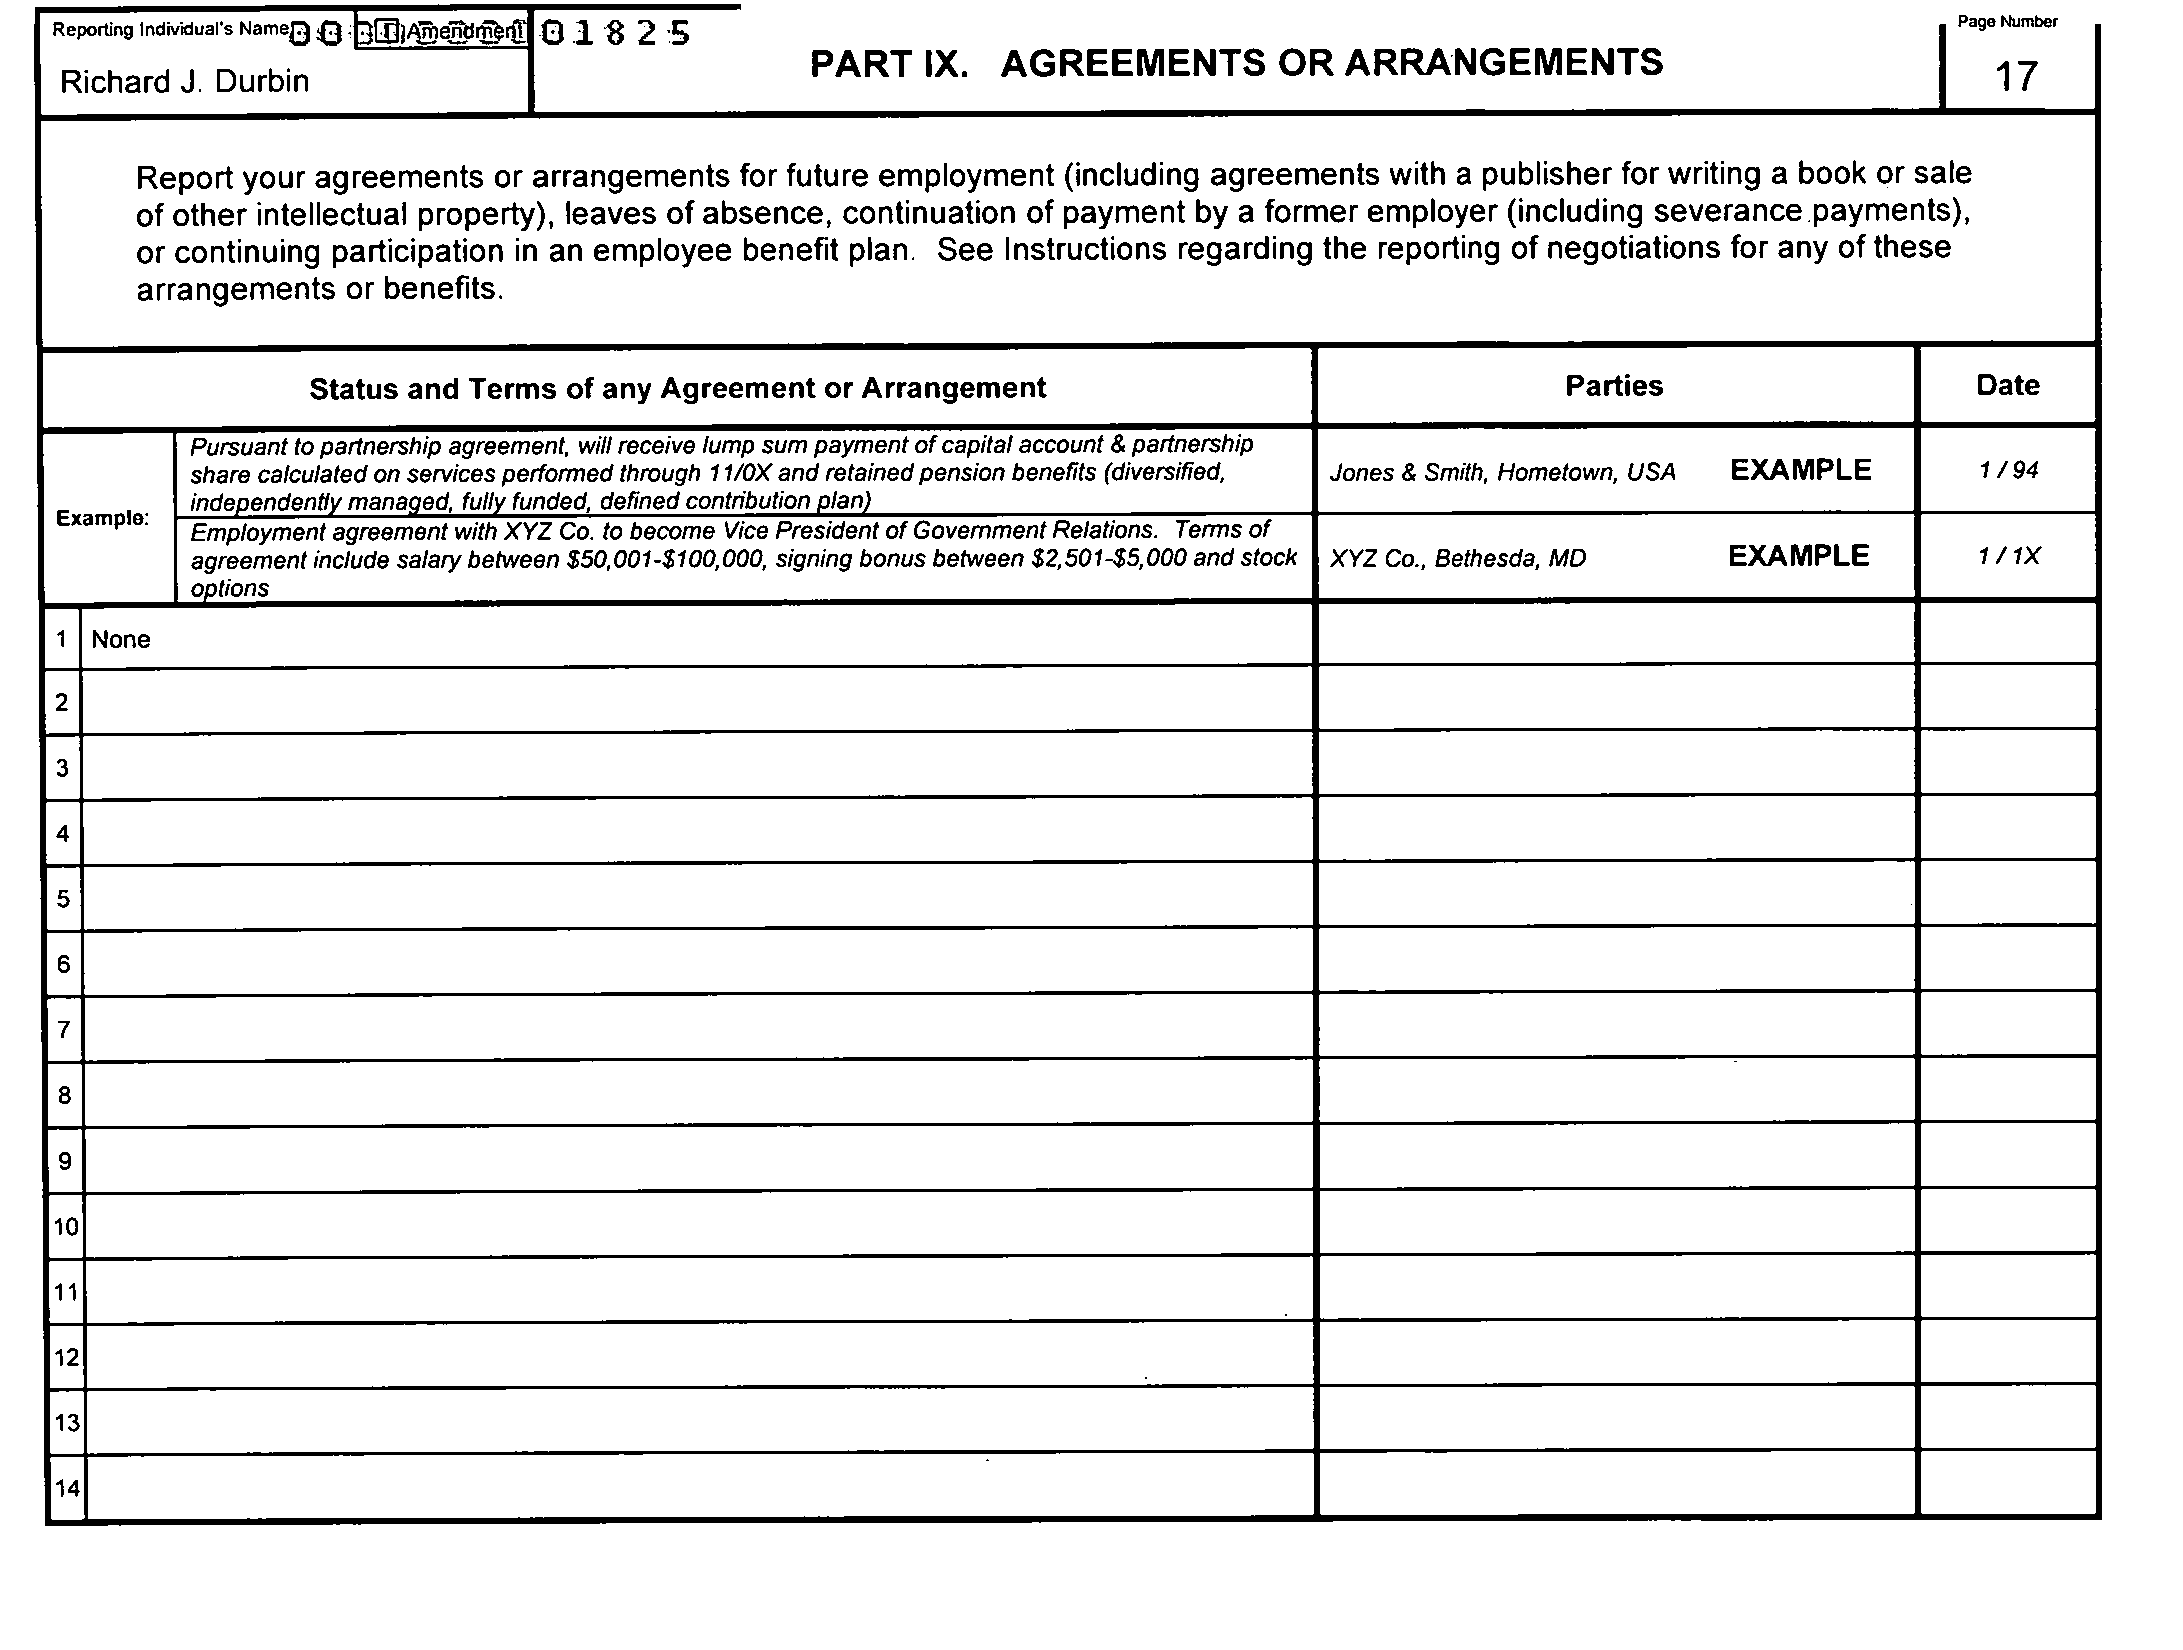 Reporting Individual's Name
Amendment
0 1 8 2 5
Richard J. Durbin
PART IX. AGREEMENTS OR ARRANGEMENTS
Page Number
17
Report your agreements or arrangements for future employment (including agreements with a publisher for writing a book or sale
of other intellectual property), leaves of absence, continuation of payment by a former employer (including severance payments),
or continuing participation in an employee benefit plan. See Instructions regarding the reporting of negotiations for any of these
arrangements or benefits.
Status and Terms of any Agreement or Arrangement
Parties
Date
Example:
Pursuant to partnership agreement, will receive lump sum payment of capital account & partnership
share calculated on services performed through 11/0X and retained pension benefits (diversified,
independently managed, fully funded, defined contribution plan)
Jones & Smith, Hometown, USA EXAMPLE
1 / 94
Employment agreement with XYZ Co. to become Vice President of Government Relations. Terms of
agreement include salary between $50,001-$100,000, signing bonus between $2,501-$5,000 and stock
options
XYZ Co., Bethesda, MD EXAMPLE
1 / 1X
1 None
2
3
4
5
6
7
8
9
10
11
12
13
14